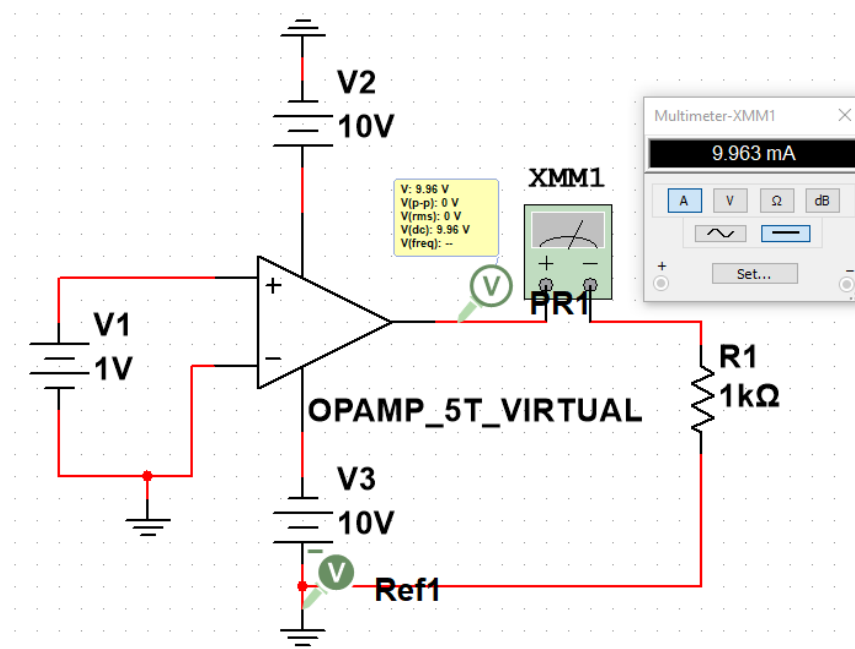 V2
10V
Multimeter-XMM1
9.963 mA
A
V
Ω
dB
+
Set...
−
V: 9.96 V
V(p-p): 0 V
V(rms): 0 V
V(dc): 9.96 V
V(freq): --
XMM1
+ −
V
PR1
+
−
V1
1V
R1
1kΩ
OPAMP_5T_VIRTUAL
V3
10V
−
V
Ref1